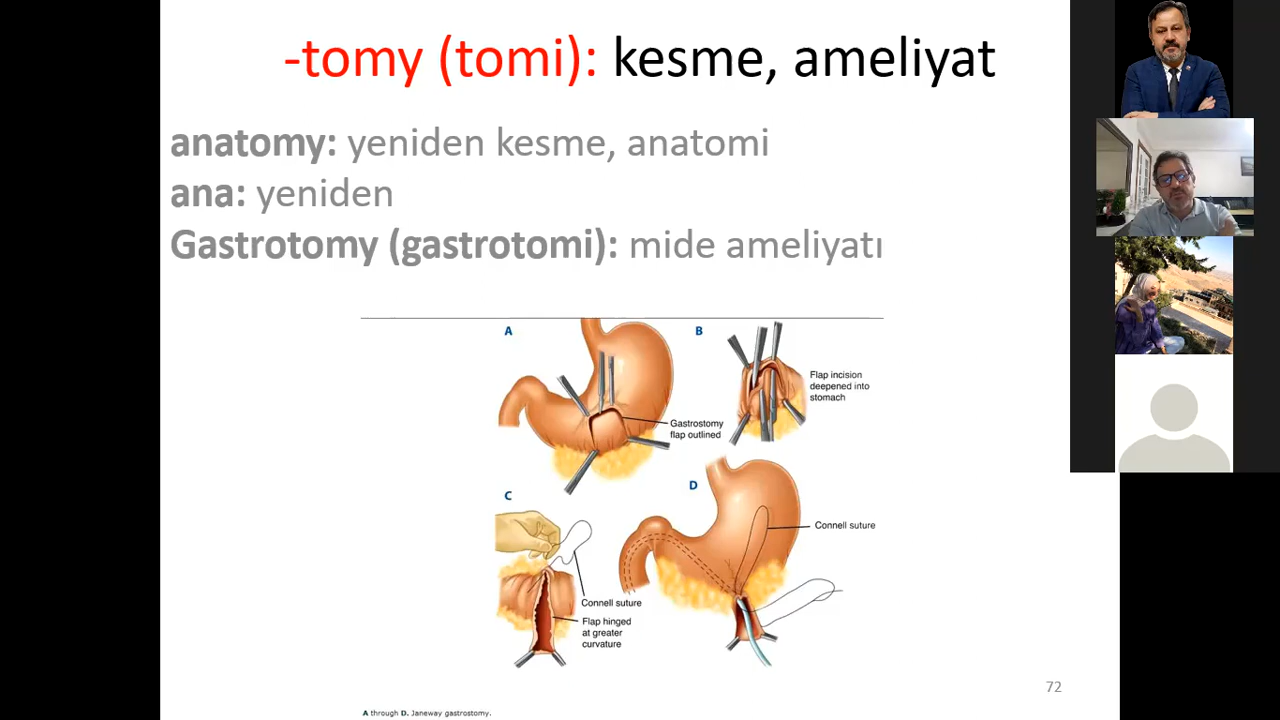 -tomy (tomi): kesme, ameliyat
anatomy: yeniden kesme, anatomi
ana: yeniden
Gastrotomy (gastrotomi): mide ameliyatı
A
B
Flap incision
deepened into
stomach
Gastrostomy
flap outlined
C
D
Connell suture
Connell suture
Flap hinged
at greater
curvature
72
A through D. Janeway gastrostomy.